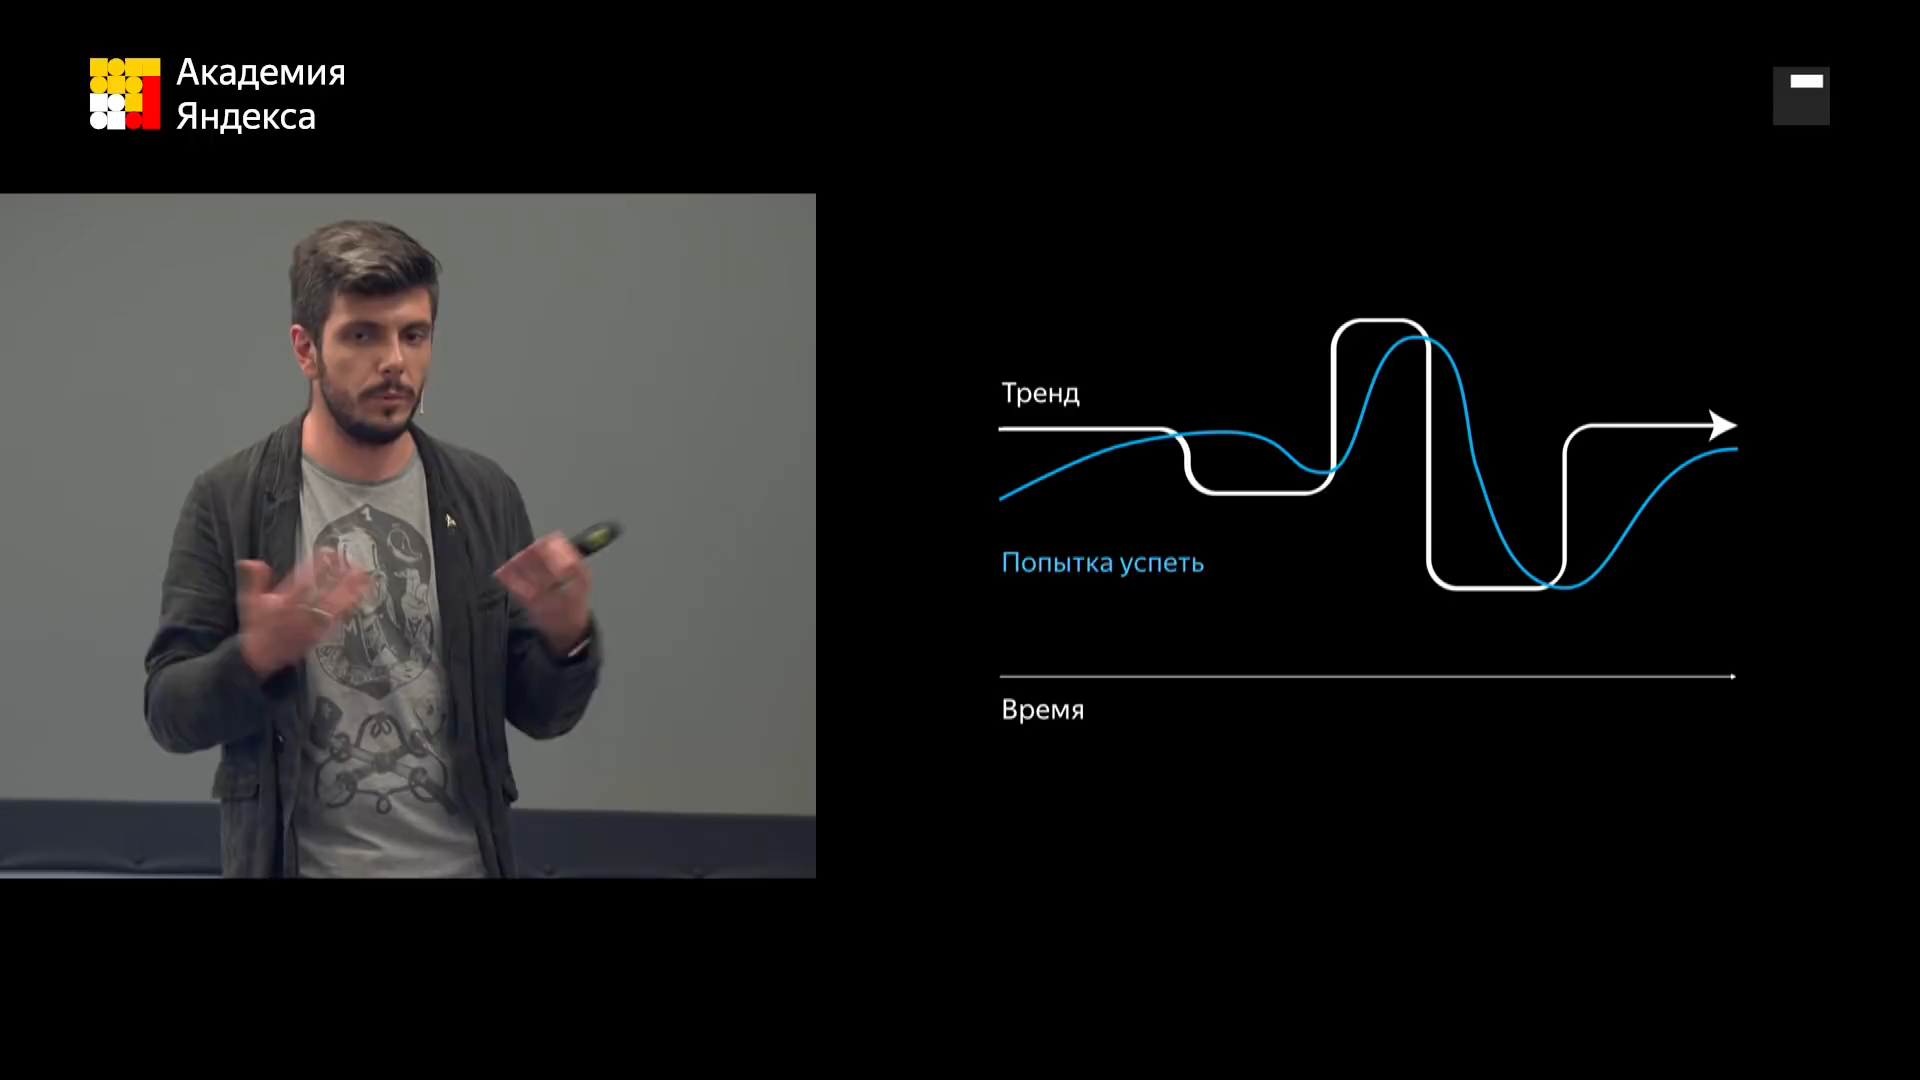 Академия
Яндекса
Тренд
Попытка успеть
Время